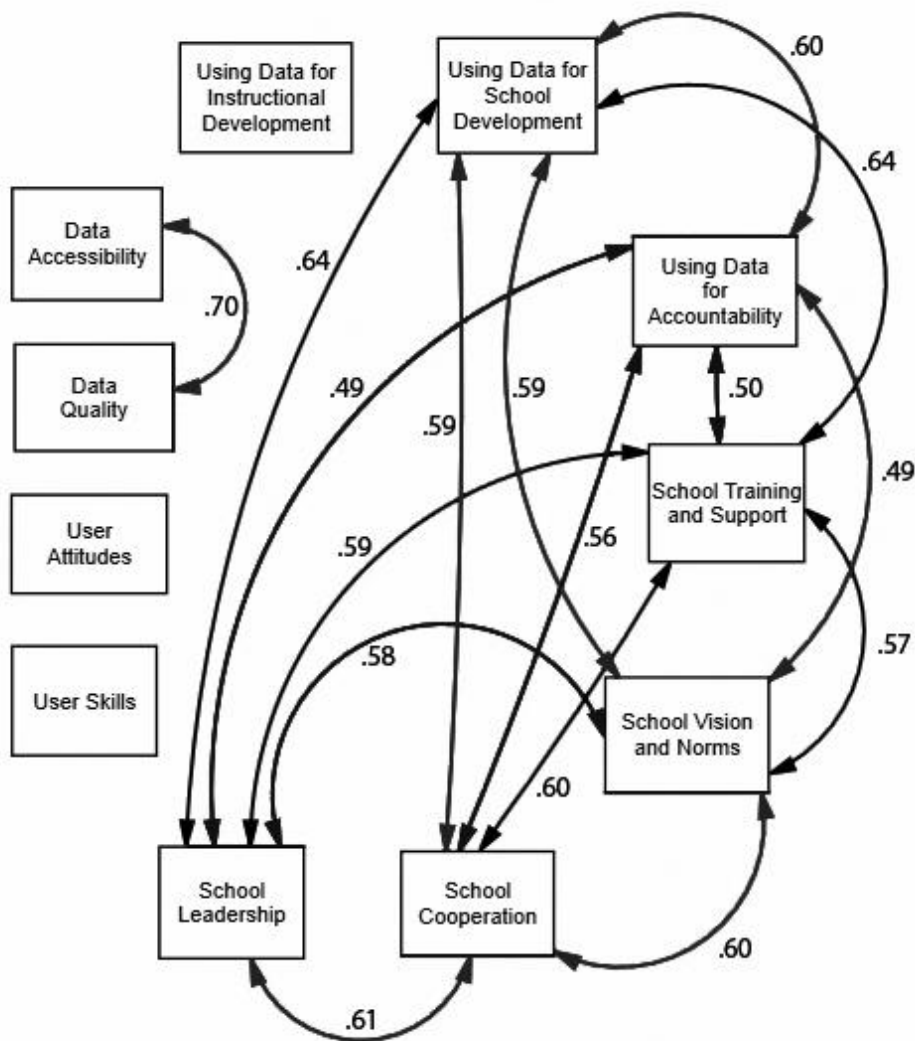 Using Data for
Instructional
Development
Using Data for
School
Development
.60
.64
Data
Accessibility
.70
Data
Quality
.64
Using Data
for
Accountability
.49
.59
.59
.50
School Training
and Support
.49
User
Attitudes
.59
.56
.57
User Skills
.58
School Vision
and Norms
.60
School
Leadership
School
Cooperation
.60
.61